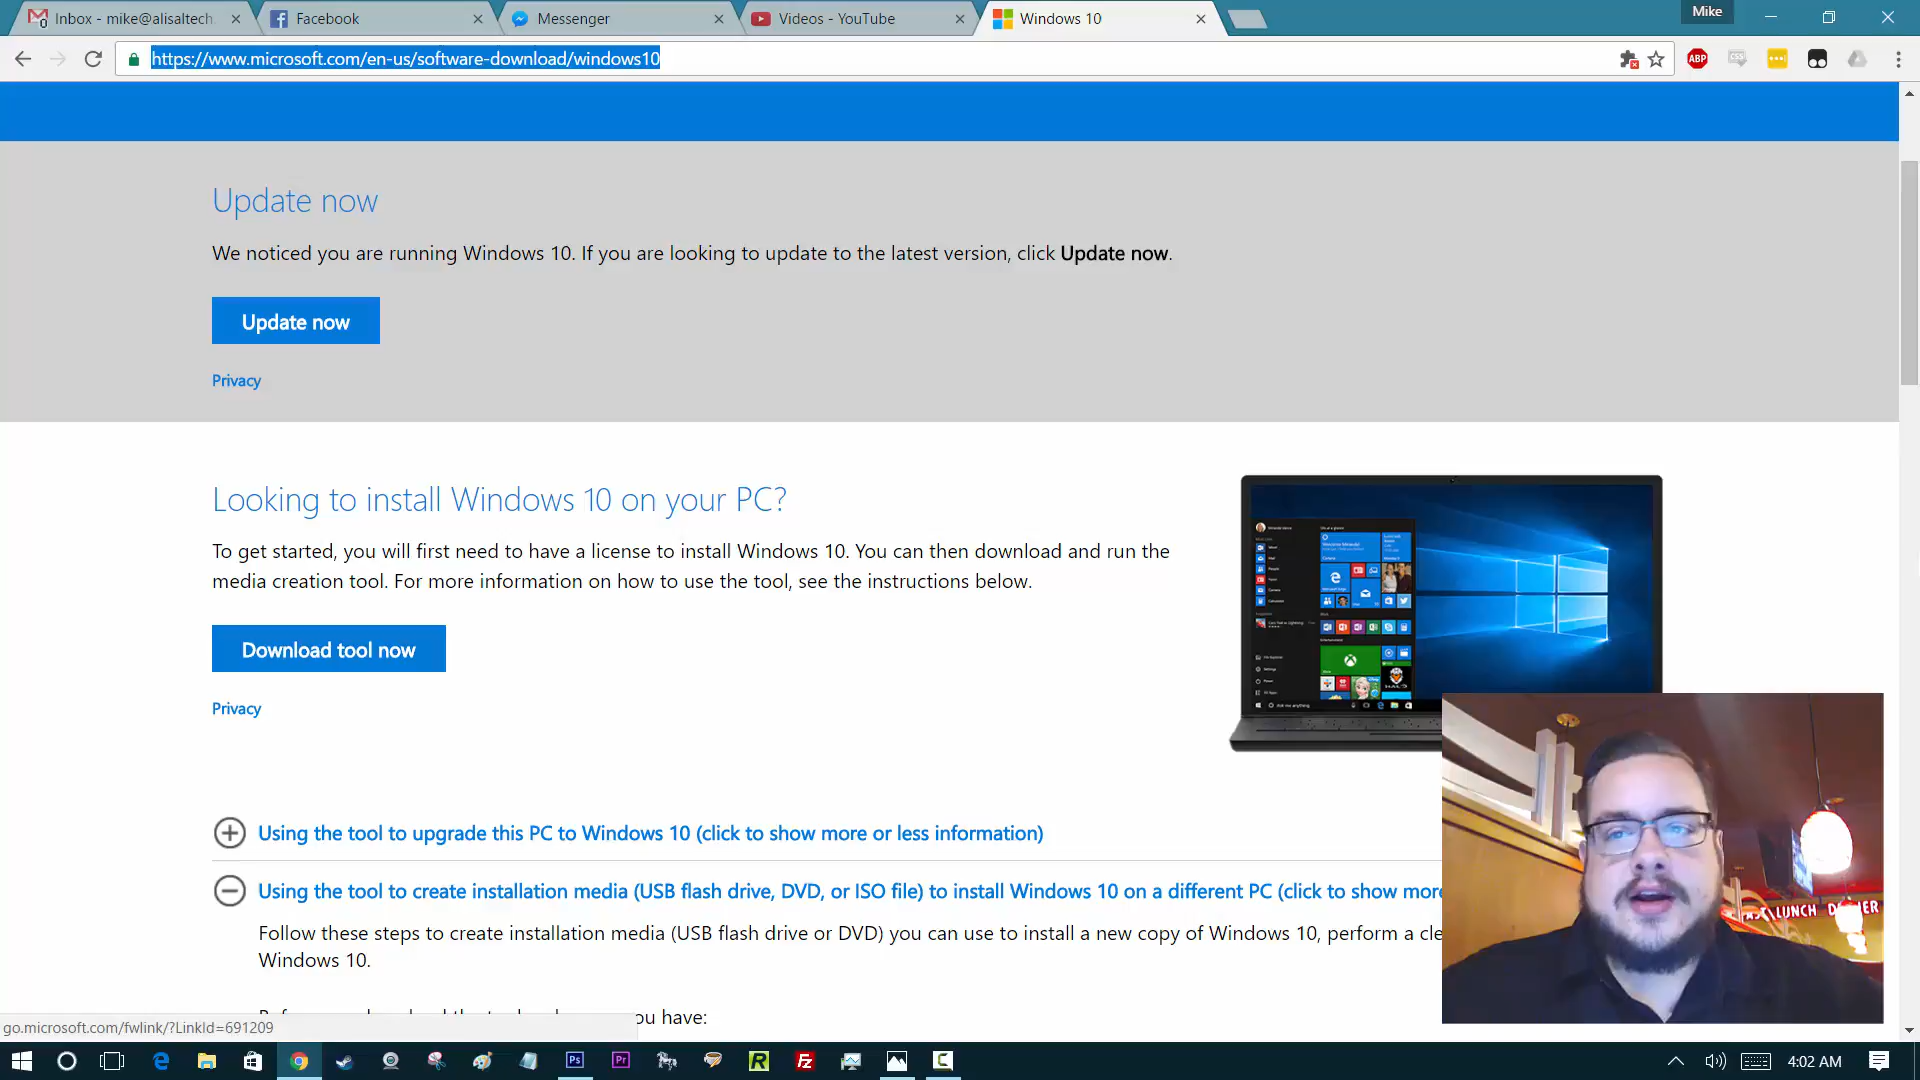 Inbox - mike@alisaltech
Facebook
Messenger
Videos - YouTube
Windows 10
Mike
https://www.microsoft.com/en-us/software-download/windows10
ABP
Update now
We noticed you are running Windows 10. If you are looking to update to the latest version, click Update now.
Update now
Privacy
Looking to install Windows 10 on your PC?
To get started, you will first need to have a license to install Windows 10. You can then download and run the
media creation tool. For more information on how to use the tool, see the instructions below.
Download tool now
Privacy
Using the tool to upgrade this PC to Windows 10 (click to show more or less information)
Using the tool to create installation media (USB flash drive, DVD, or ISO file) to install Windows 10 on a different PC (click to show more
Follow these steps to create installation media (USB flash drive or DVD) you can use to install a new copy of Windows 10, perform a cle
Windows 10.
ou have:
go.microsoft.com/fwlink/?LinkId=691209
LUNCH
Ps
Pr
R
Fz
C
4:02 AM